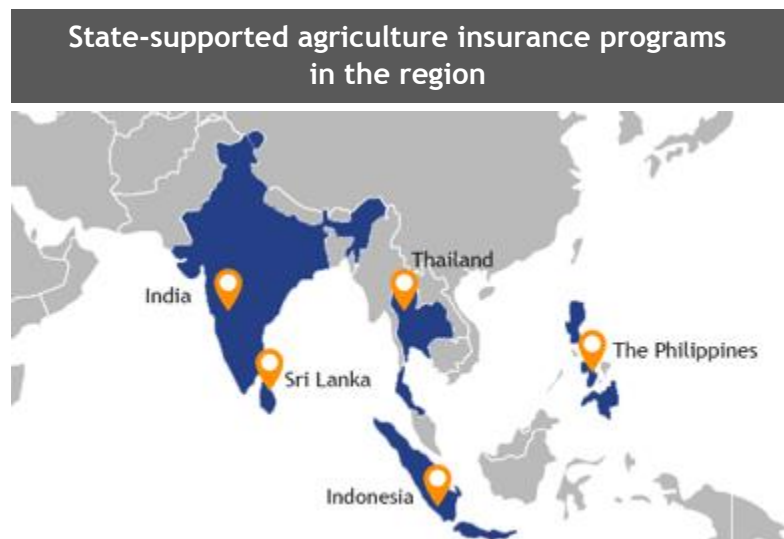 State-supported agriculture insurance programs
in the region
Thailand
India
The Philippines
Sri Lanka
Indonesia